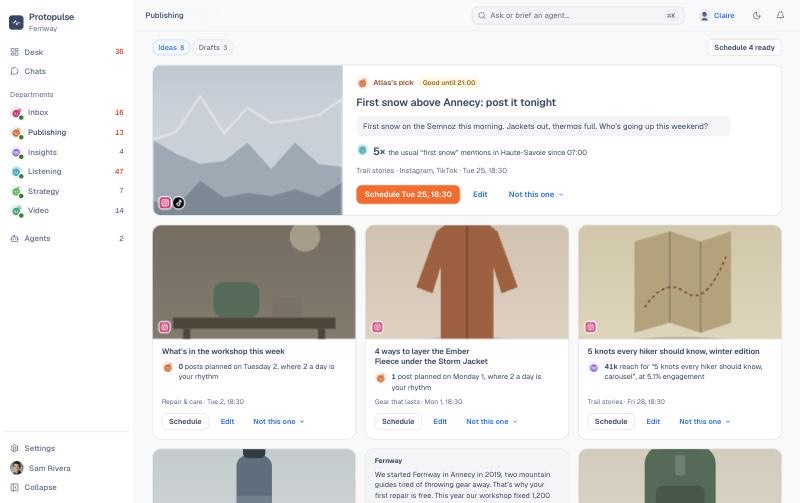 Protopulse
Fernway
Desk 36
Chats
Departments
Inbox 16
Publishing 13
Insights 4
Listening 47
Strategy 7
Video 14
Agents 2
Settings
Sam Rivera
Collapse
Publishing
Ask or brief an agent… ⌘K
Claire
Ideas 8
Drafts 3
Schedule 4 ready
Atlas's pick Good until 21:00
First snow above Annecy: post it tonight
First snow on the Semnoz this morning. Jackets out, thermos full. Who's going up this weekend?
5× the usual "first snow" mentions in Haute-Savoie since 07:00
Trail stories · Instagram, TikTok · Tue 25, 18:30
Schedule Tue 25, 18:30 Edit Not this one
What's in the workshop this week
0 posts planned on Tuesday 2, where 2 a day is
your rhythm
Repair & care · Tue 2, 18:30
Schedule Edit Not this one
4 ways to layer the Ember
Fleece under the Storm Jacket
1 post planned on Monday 1, where 2 a day is
your rhythm
Gear that lasts · Mon 1, 18:30
Schedule Edit Not this one
5 knots every hiker should know, winter edition
41k reach for "5 knots every hiker should know,
carousel", at 5.1% engagement
Trail stories · Fri 28, 18:30
Schedule Edit Not this one
Fernway
We started Fernway in Annecy in 2019, two mountain
guides tired of throwing gear away. That's why your
first repair is free. This year our workshop fixed 1,200